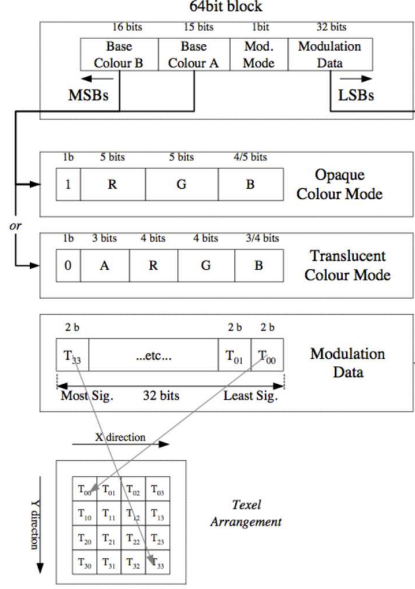 64bit block
16 bits 15 bits 1bit 32 bits
Base Colour B Base Colour A Mod. Mode Modulation Data
MSBs LSBs
1b 5 bits 5 bits 4/5 bits
1 R G B Opaque Colour Mode
or
1b 3 bits 4 bits 4 bits 3/4 bits
0 A R G B Translucent Colour Mode
2 b 2 b 2 b
T33 ...etc... T01 T00 Modulation Data
Most Sig. 32 bits Least Sig.
X direction
Y direction
T00 T01 T02 T03
T10 T11 T12 T13
T20 T21 T22 T23
T30 T31 T32 T33
Texel Arrangement